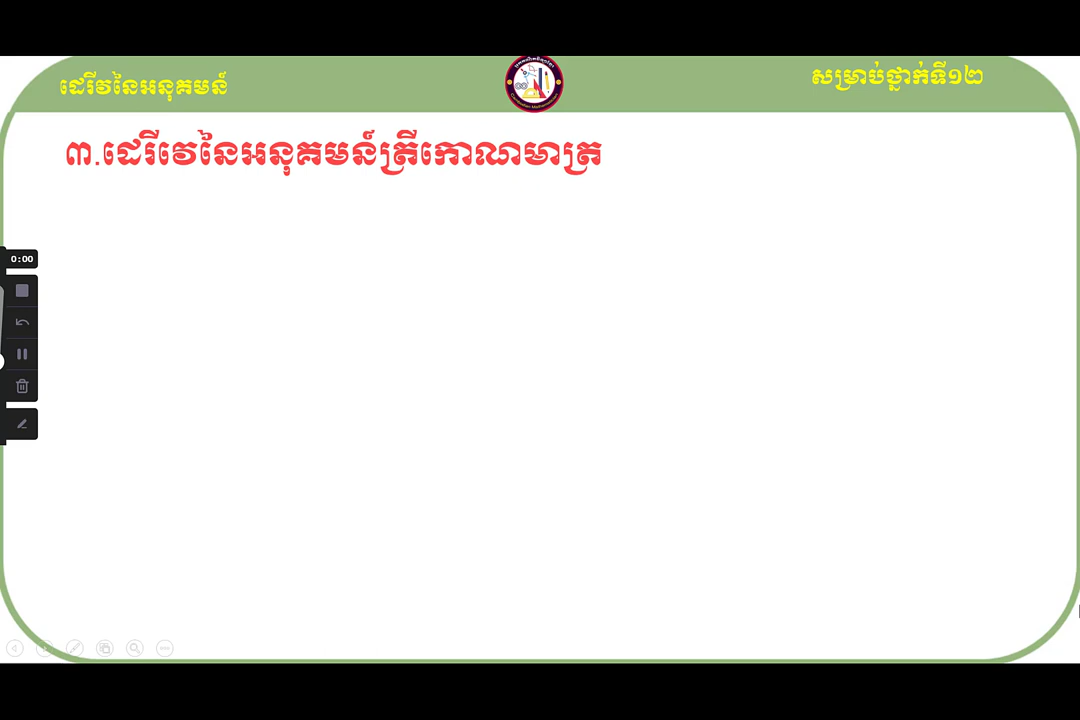 ដេរីវនៃអនុគមន៍
សម្រាប់ថ្នាក់ទី១២
៣.ដេរីវេនៃអនុគមន៍ត្រីកោណមាត្រ
0:00